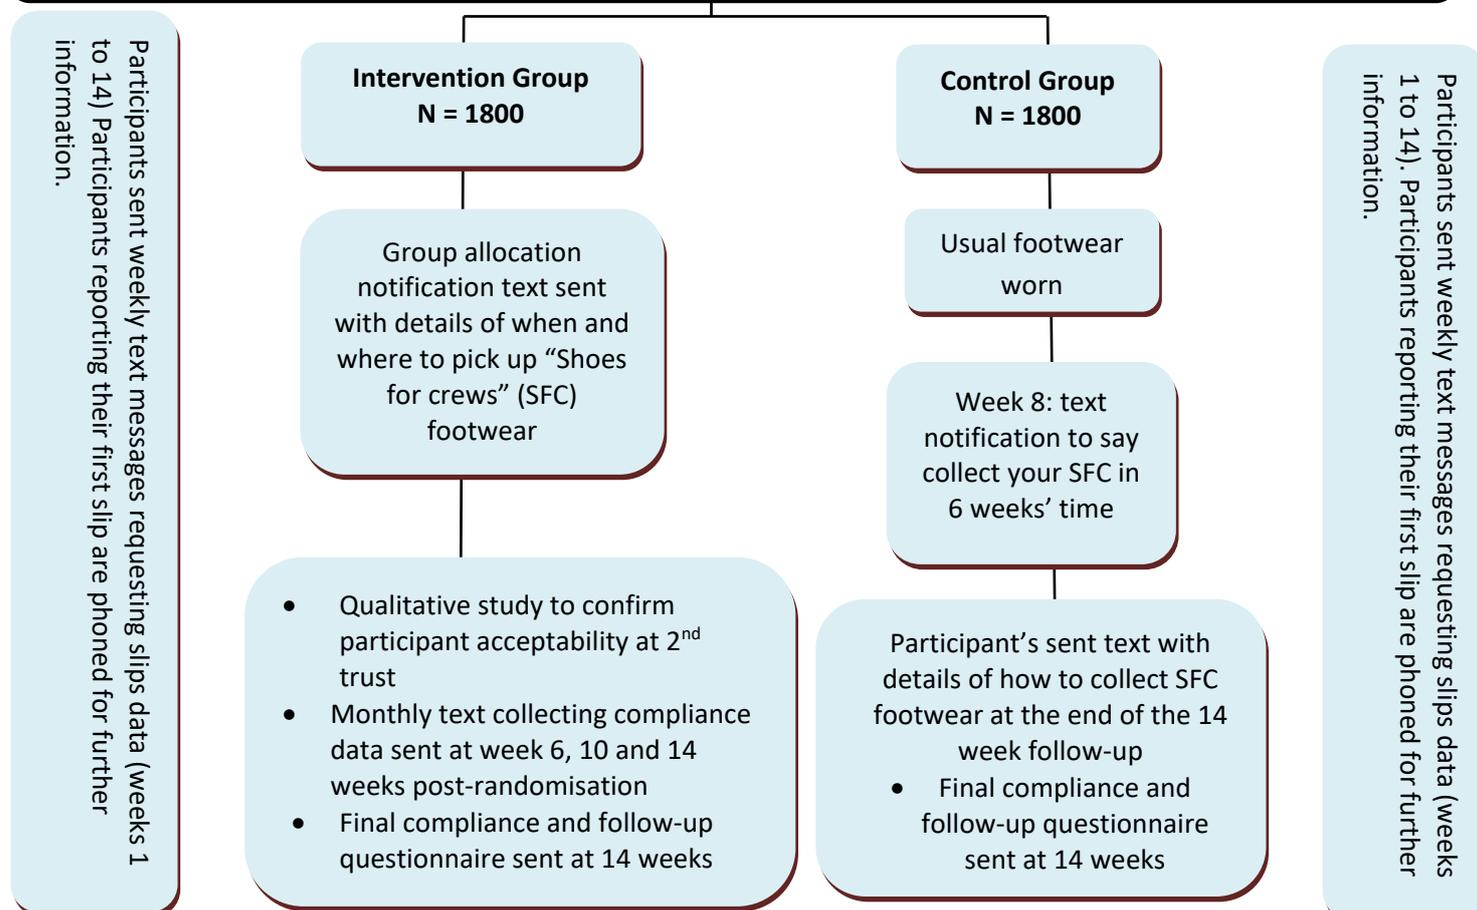 Participants sent weekly text messages requesting slips data (weeks 1
to 14) Participants reporting their first slip are phoned for further
information.
Intervention Group
N = 1800
Group allocation
notification text sent
with details of when and
where to pick up “Shoes
for crews” (SFC)
footwear
• Qualitative study to confirm
participant acceptability at 2nd
trust
• Monthly text collecting compliance
data sent at week 6, 10 and 14
weeks post-randomisation
• Final compliance and follow-up
questionnaire sent at 14 weeks
Control Group
N = 1800
Usual footwear
worn
Week 8: text
notification to say
collect your SFC in
6 weeks’ time
Participant’s sent text with
details of how to collect SFC
footwear at the end of the 14
week follow-up
• Final compliance and
follow-up questionnaire
sent at 14 weeks
Participants sent weekly text messages requesting slips data (weeks
1 to 14). Participants reporting their first slip are phoned for further
information.